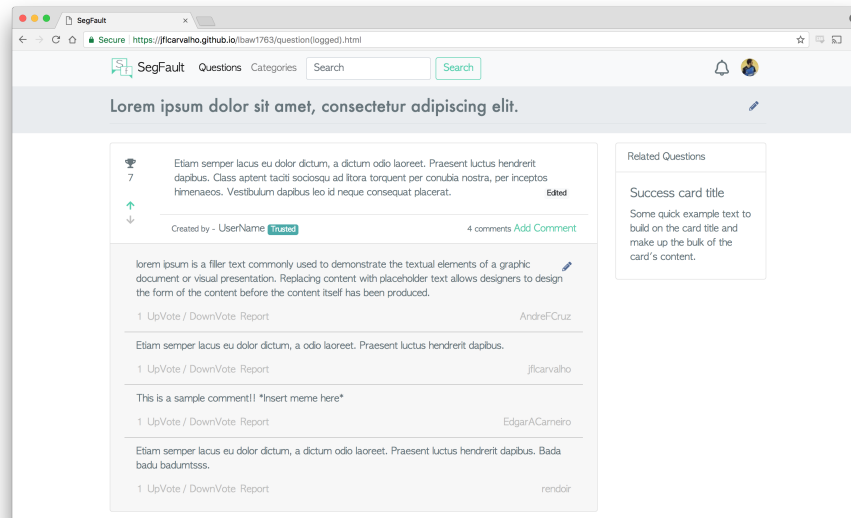 SegFault
Secure https://jflcarvalho.github.io/lbaw1763/question(logged).html
SegFault Questions Categories Search Search
Lorem ipsum dolor sit amet, consectetur adipiscing elit.
7
Etiam semper lacus eu dolor dictum, a dictum odio laoreet. Praesent luctus hendrerit
dapibus. Class aptent taciti sociosqu ad litora torquent per conubia nostra, per inceptos
himenaeos. Vestibulum dapibus leo id neque consequat placerat.
Edited
Created by - UserName Trusted
4 comments Add Comment
lorem ipsum is a filler text commonly used to demonstrate the textual elements of a graphic
document or visual presentation. Replacing content with placeholder text allows designers to design
the form of the content before the content itself has been produced.
1 UpVote / DownVote Report AndreFCruz
Etiam semper lacus eu dolor dictum, a odio laoreet. Praesent luctus hendrerit dapibus.
1 UpVote / DownVote Report jflcarvalho
This is a sample comment!! *Insert meme here*
1 UpVote / DownVote Report EdgarACarneiro
Etiam semper lacus eu dolor dictum, a dictum odio laoreet. Praesent luctus hendrerit dapibus. Bada
badu badumtsss.
1 UpVote / DownVote Report rendoir
Related Questions
Success card title
Some quick example text to
build on the card title and
make up the bulk of the
card's content.